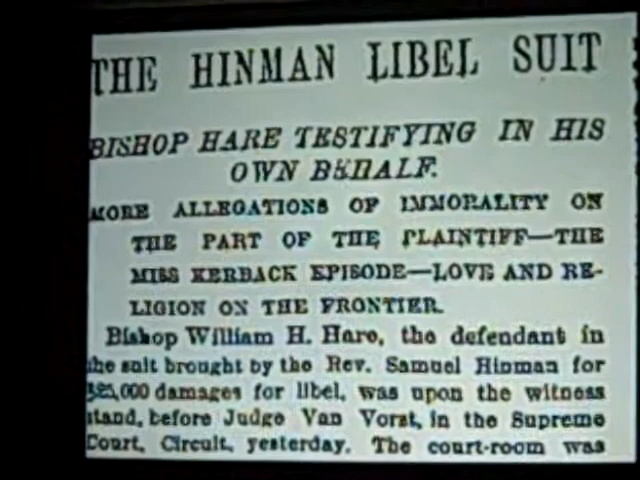 THE HINMAN LIBEL SUIT
BISHOP HARE TESTIFYING IN HIS
OWN BEHALF.
MORE ALLEGATIONS OF IMMORALITY ON
THE PART OF THE PLAINTIFF—THE
MISS KERBACK EPISODE—LOVE AND RE-
LIGION ON THE FRONTIER.
Bishop William H. Hare, the defendant in
the suit brought by the Rev. Samuel Hinman for
$25,000 damages for libel, was upon the witness
stand, before Judge Van Vorst, in the Supreme
Court, Circuit, yesterday. The court-room was